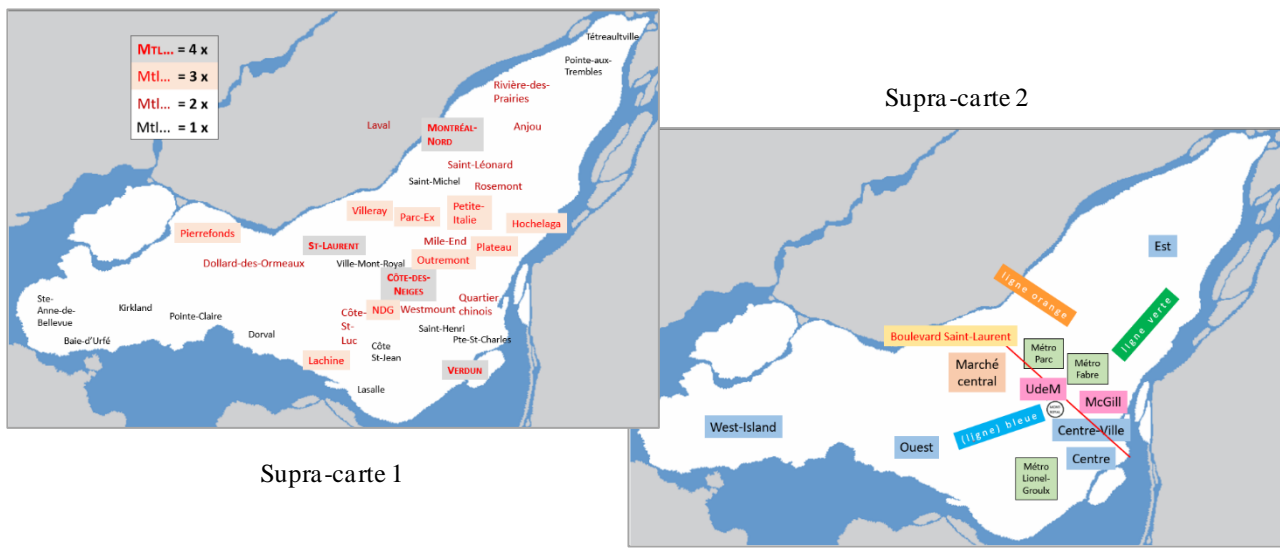 MTL... = 4 x
Mtl... = 3 x
Mtl... = 2 x
Mtl... = 1 x
Tétreaultville
Pointe-aux-
Trembles
Rivière-des-
Prairies
Laval
MONTRÉAL-
NORD
Anjou
Saint-Léonard
Saint-Michel
Rosemont
Villeray
Parc-Ex
Petite-
Italie
Hochelaga
Pierrefonds
ST-LAURENT
Mile-End
Plateau
Dollard-des-Ormeaux
Ville-Mont-Royal
Outremont
CÔTE-DES-
NEIGES
Ste-
Anne-de-
Bellevue
Kirkland
Pointe-Claire
Baie-d'Urfé
Dorval
Côte-
St-
Luc
NDG
Westmount
Quartier
chinois
Saint-Henri
Pte-St-Charles
Côte
St-Jean
Lachine
Lasalle
VERDUN
Supra-carte 1
Supra-carte 2
Est
ligne orange
ligne verte
Boulevard Saint-Laurent
Métro
Parc
Marché
central
Métro
Fabre
UdeM
McGill
West-Island
(ligne) bleue
Centre-Ville
Ouest
Centre
Métro
Lionel-
Groulx